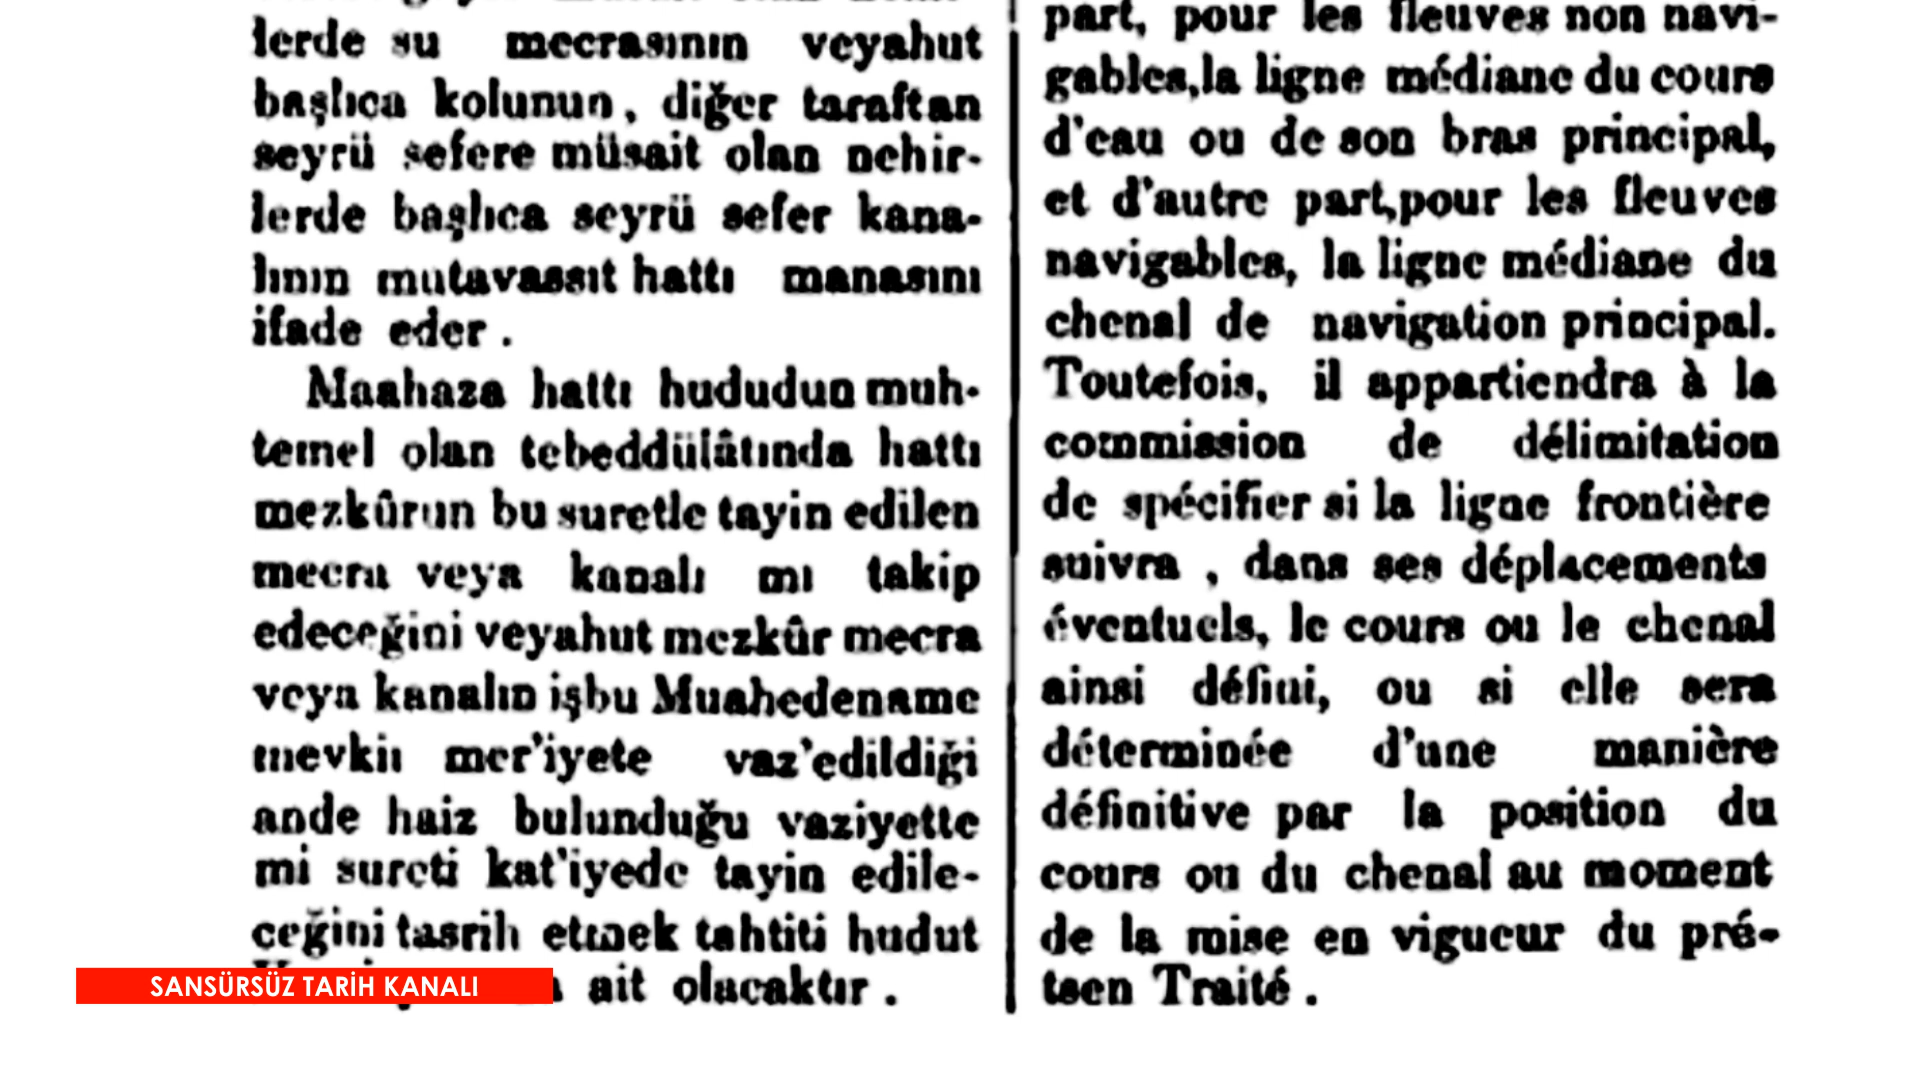 lerde su mecrasının veyahut
başlıca kolunun, diğer taraftan
seyrü sefere müsait olan nehir-
lerde başlıca seyrü sefer kana-
lının mutavassıt hattı manasını
ifade eder.
Maahaza hattı hududun muh-
temel olan tebeddülâtında hattı
mezkûrun bu suretle tayin edilen
mecra veya kanalı mı takip
edeceğini veyahut mezkûr mecra
veya kanalın işbu Muahedename
mevkii mer'iyete vaz'edildiği
ande haiz bulunduğu vaziyette
mi sureti kat'iyede tayin edile-
ceğini tasrih etmek tahtiti hudut
ait olacaktır.
part, pour les fleuves non navi-
gables, la ligne médiane du cours
d'eau ou de son bras principal,
et d'autre part, pour les fleuves
navigables, la ligne médiane du
chenal de navigation principal.
Toutefois, il appartiendra à la
commission de délimitation
de spécifier si la ligne frontière
suivra, dans ses déplacements
éventuels, le cours ou le chenal
ainsi défini, ou si elle sera
déterminée d'une manière
définitive par la position du
cours ou du chenal au moment
de la mise en vigueur du pré-
tsen Traité.
SANSÜRSÜZ TARİH KANALI